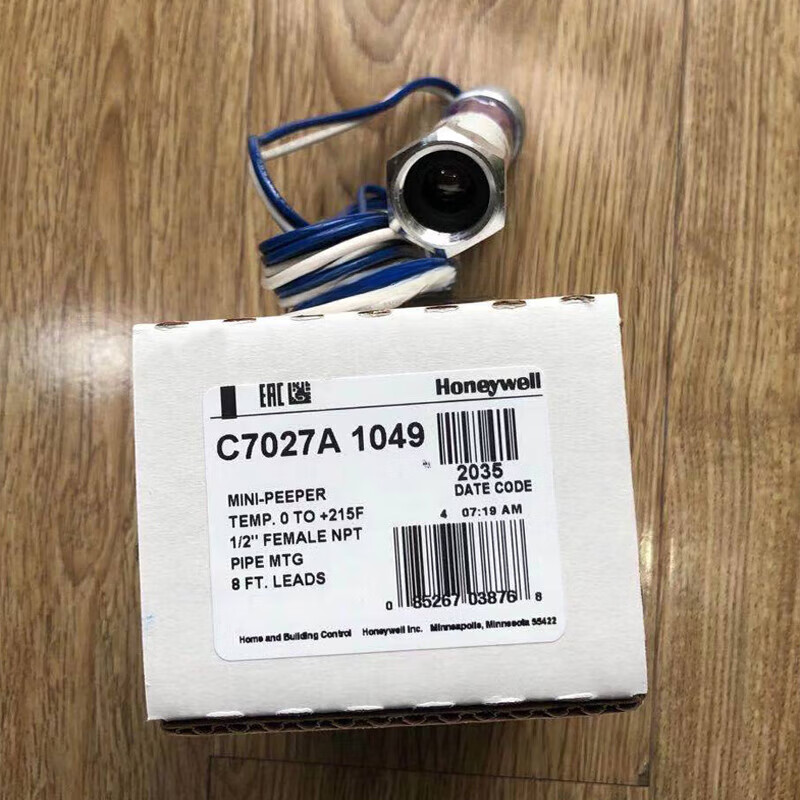 EAC Honeywell
C7027A 1049
2035
DATE CODE
4 07:19 AM
MINI-PEEPER
TEMP. 0 TO +215F
1/2" FEMALE NPT
PIPE MTG
8 FT. LEADS
0 85267 03876 8
Home and Building Control Honeywell Inc. Minneapolis, Minnesota 55422